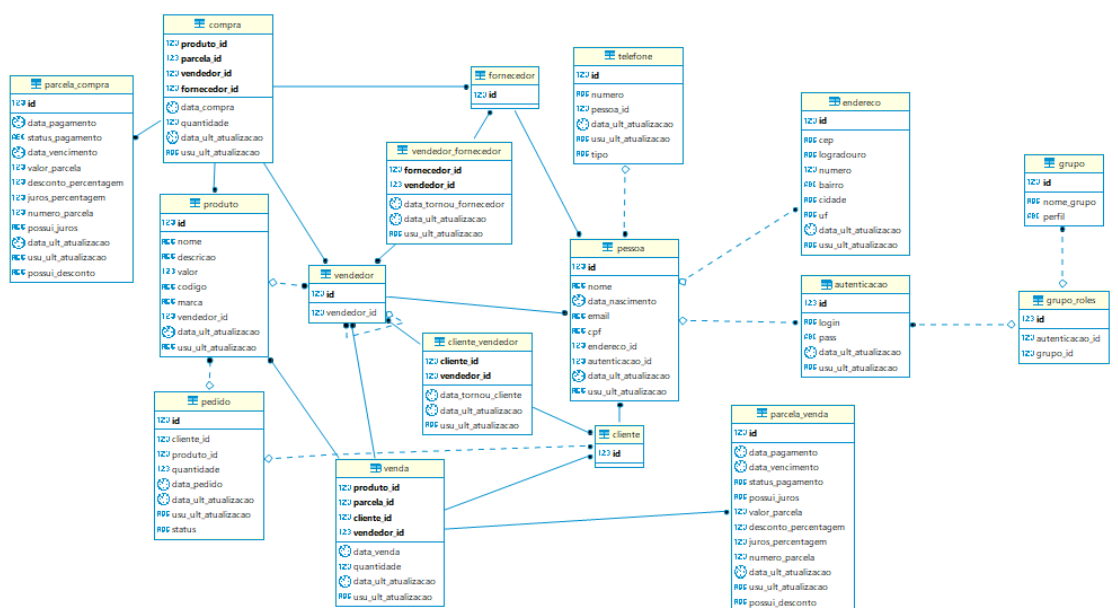 compra
produto_id
parcela_id
vendedor_id
fornecedor_id
data_compra
quantidade
data_ult_atualizacao
usu_ult_atualizacao
parcela_compra
id
data_pagamento
status_pagamento
data_vencimento
valor_parcela
desconto_percentagem
juros_percentagem
numero_parcela
possui_juros
data_ult_atualizacao
usu_ult_atualizacao
possui_desconto
fornecedor
id
telefone
id
numero
pessoa_id
data_ult_atualizacao
usu_ult_atualizacao
tipo
endereco
id
cep
logradouro
numero
bairro
cidade
uf
data_ult_atualizacao
usu_ult_atualizacao
grupo
id
nome_grupo
perfil
vendedor_fornecedor
fornecedor_id
vendedor_id
data_tornou_fornecedor
data_ult_atualizacao
usu_ult_atualizacao
produto
id
nome
descricao
valor
codigo
marca
vendedor_id
data_ult_atualizacao
usu_ult_atualizacao
vendedor
id
vendedor_id
pessoa
id
nome
data_nascimento
email
cpf
endereco_id
autenticacao_id
data_ult_atualizacao
usu_ult_atualizacao
autenticacao
id
login
pass
data_ult_atualizacao
usu_ult_atualizacao
grupo_roles
id
autenticacao_id
grupo_id
cliente_vendedor
cliente_id
vendedor_id
data_tornou_cliente
data_ult_atualizacao
usu_ult_atualizacao
pedido
id
cliente_id
produto_id
quantidade
data_pedido
data_ult_atualizacao
usu_ult_atualizacao
status
cliente
id
venda
produto_id
parcela_id
cliente_id
vendedor_id
data_venda
quantidade
data_ult_atualizacao
usu_ult_atualizacao
parcela_venda
id
data_pagamento
data_vencimento
status_pagamento
possui_juros
valor_parcela
desconto_percentagem
juros_percentagem
numero_parcela
data_ult_atualizacao
usu_ult_atualizacao
possui_desconto